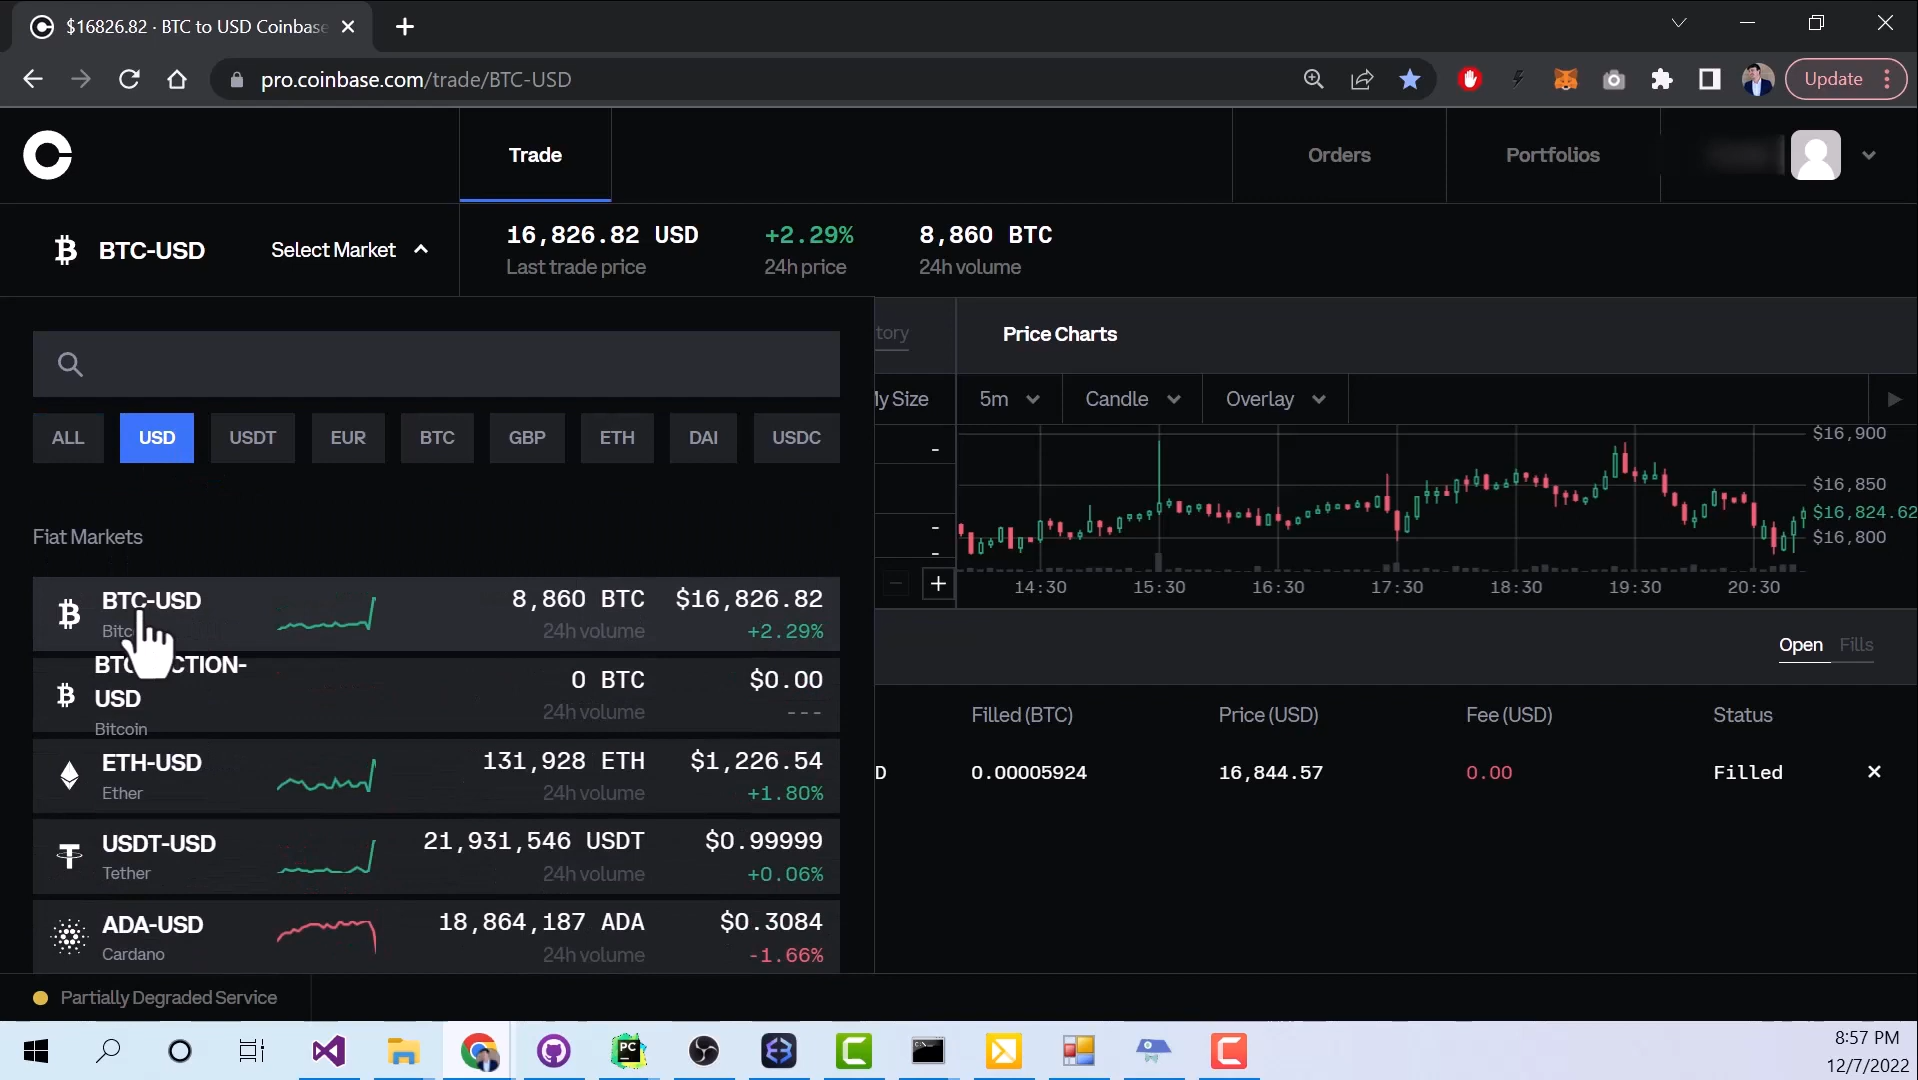 $16826.82 · BTC to USD Coinbase
pro.coinbase.com/trade/BTC-USD
Update
Trade
Orders
Portfolios
BTC-USD
Select Market
16,826.82 USD
Last trade price
+2.29%
24h price
8,860 BTC
24h volume
tory
Price Charts
My Size
5m
Candle
Overlay
ALL
USD
USDT
EUR
BTC
GBP
ETH
DAI
USDC
$16,900
$16,850
$16,824.62
$16,800
14:30
15:30
16:30
17:30
18:30
19:30
20:30
Fiat Markets
BTC-USD
8,860 BTC
24h volume
$16,826.82
+2.29%
USD
Bitcoin
0 BTC
24h volume
$0.00
---
ETH-USD
Ether
131,928 ETH
24h volume
$1,226.54
+1.80%
USDT-USD
Tether
21,931,546 USDT
24h volume
$0.99999
+0.06%
ADA-USD
Cardano
18,864,187 ADA
24h volume
$0.3084
-1.66%
Open
Fills
Filled (BTC)
Price (USD)
Fee (USD)
Status
D
0.00005924
16,844.57
0.00
Filled
Partially Degraded Service
PC
8:57 PM
12/7/2022